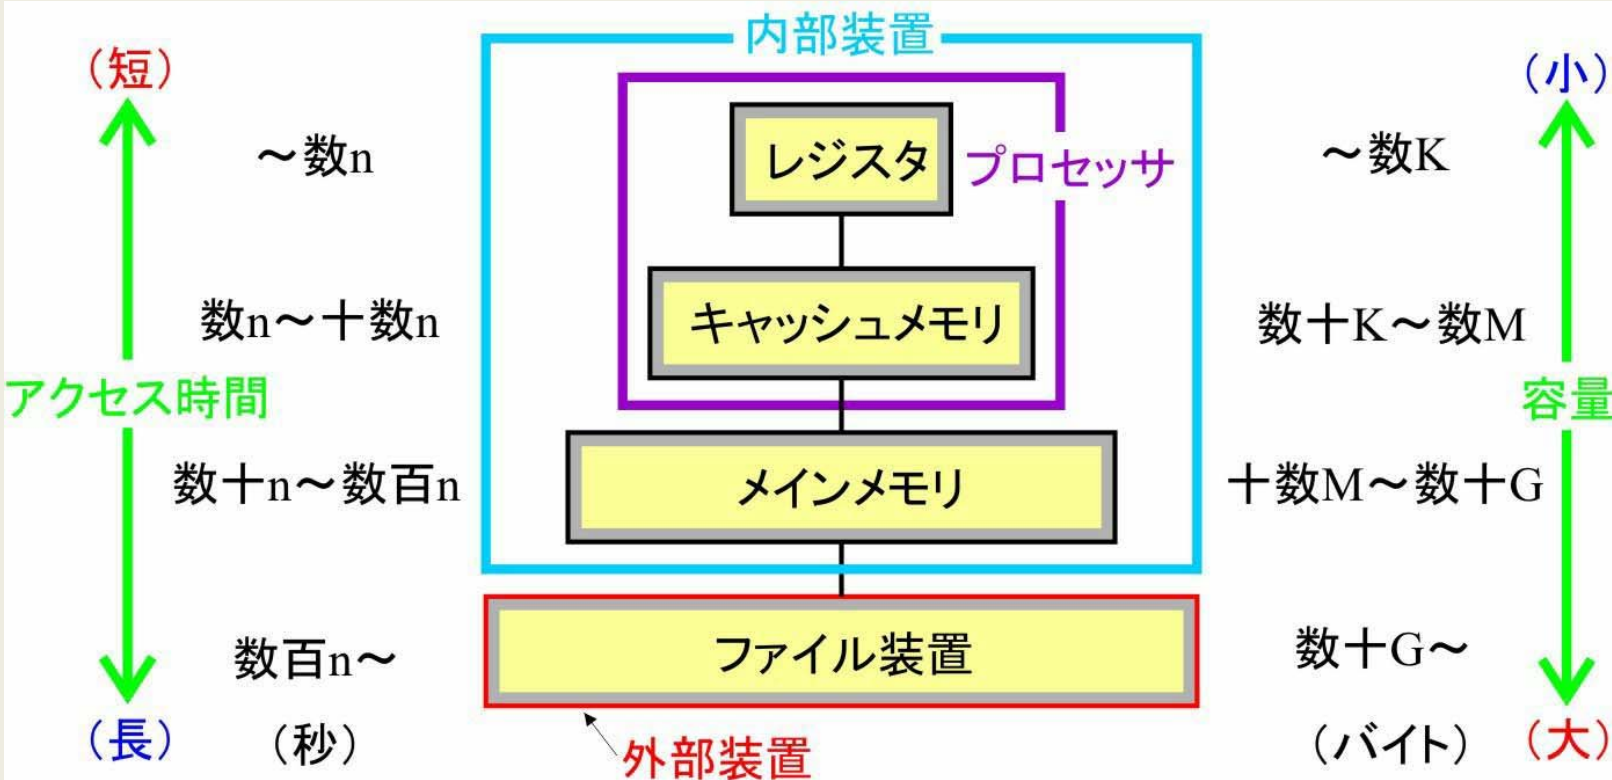 内部装置
（短）
（小）
～数n
レジスタ
プロセッサ
～数K
数n～十数n
キャッシュメモリ
数十K～数M
アクセス時間
容量
数十n～数百n
メインメモリ
十数M～数十G
数百n～
ファイル装置
数十G～
（長）
（秒）
外部装置
（バイト）
（大）